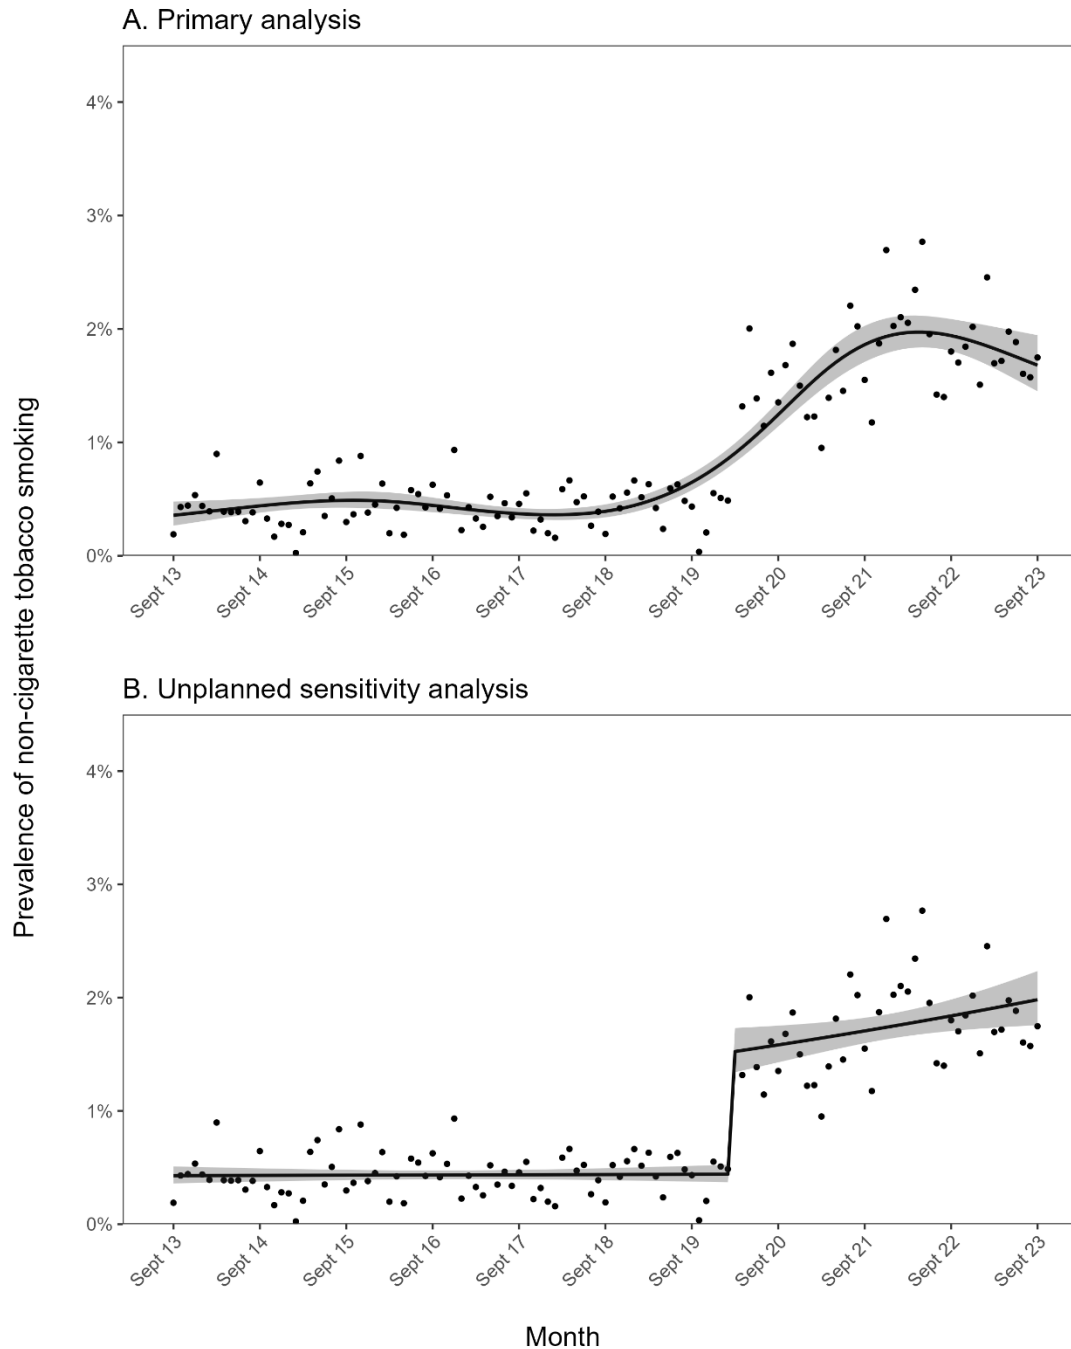 A. Primary analysis
4%
3%
2%
1%
0%
Sept 13
Sept 14
Sept 15
Sept 16
Sept 17
Sept 18
Sept 19
Sept 20
Sept 21
Sept 22
Sept 23
Prevalence of non-cigarette tobacco smoking
B. Unplanned sensitivity analysis
4%
3%
2%
1%
0%
Sept 13
Sept 14
Sept 15
Sept 16
Sept 17
Sept 18
Sept 19
Sept 20
Sept 21
Sept 22
Sept 23
Month